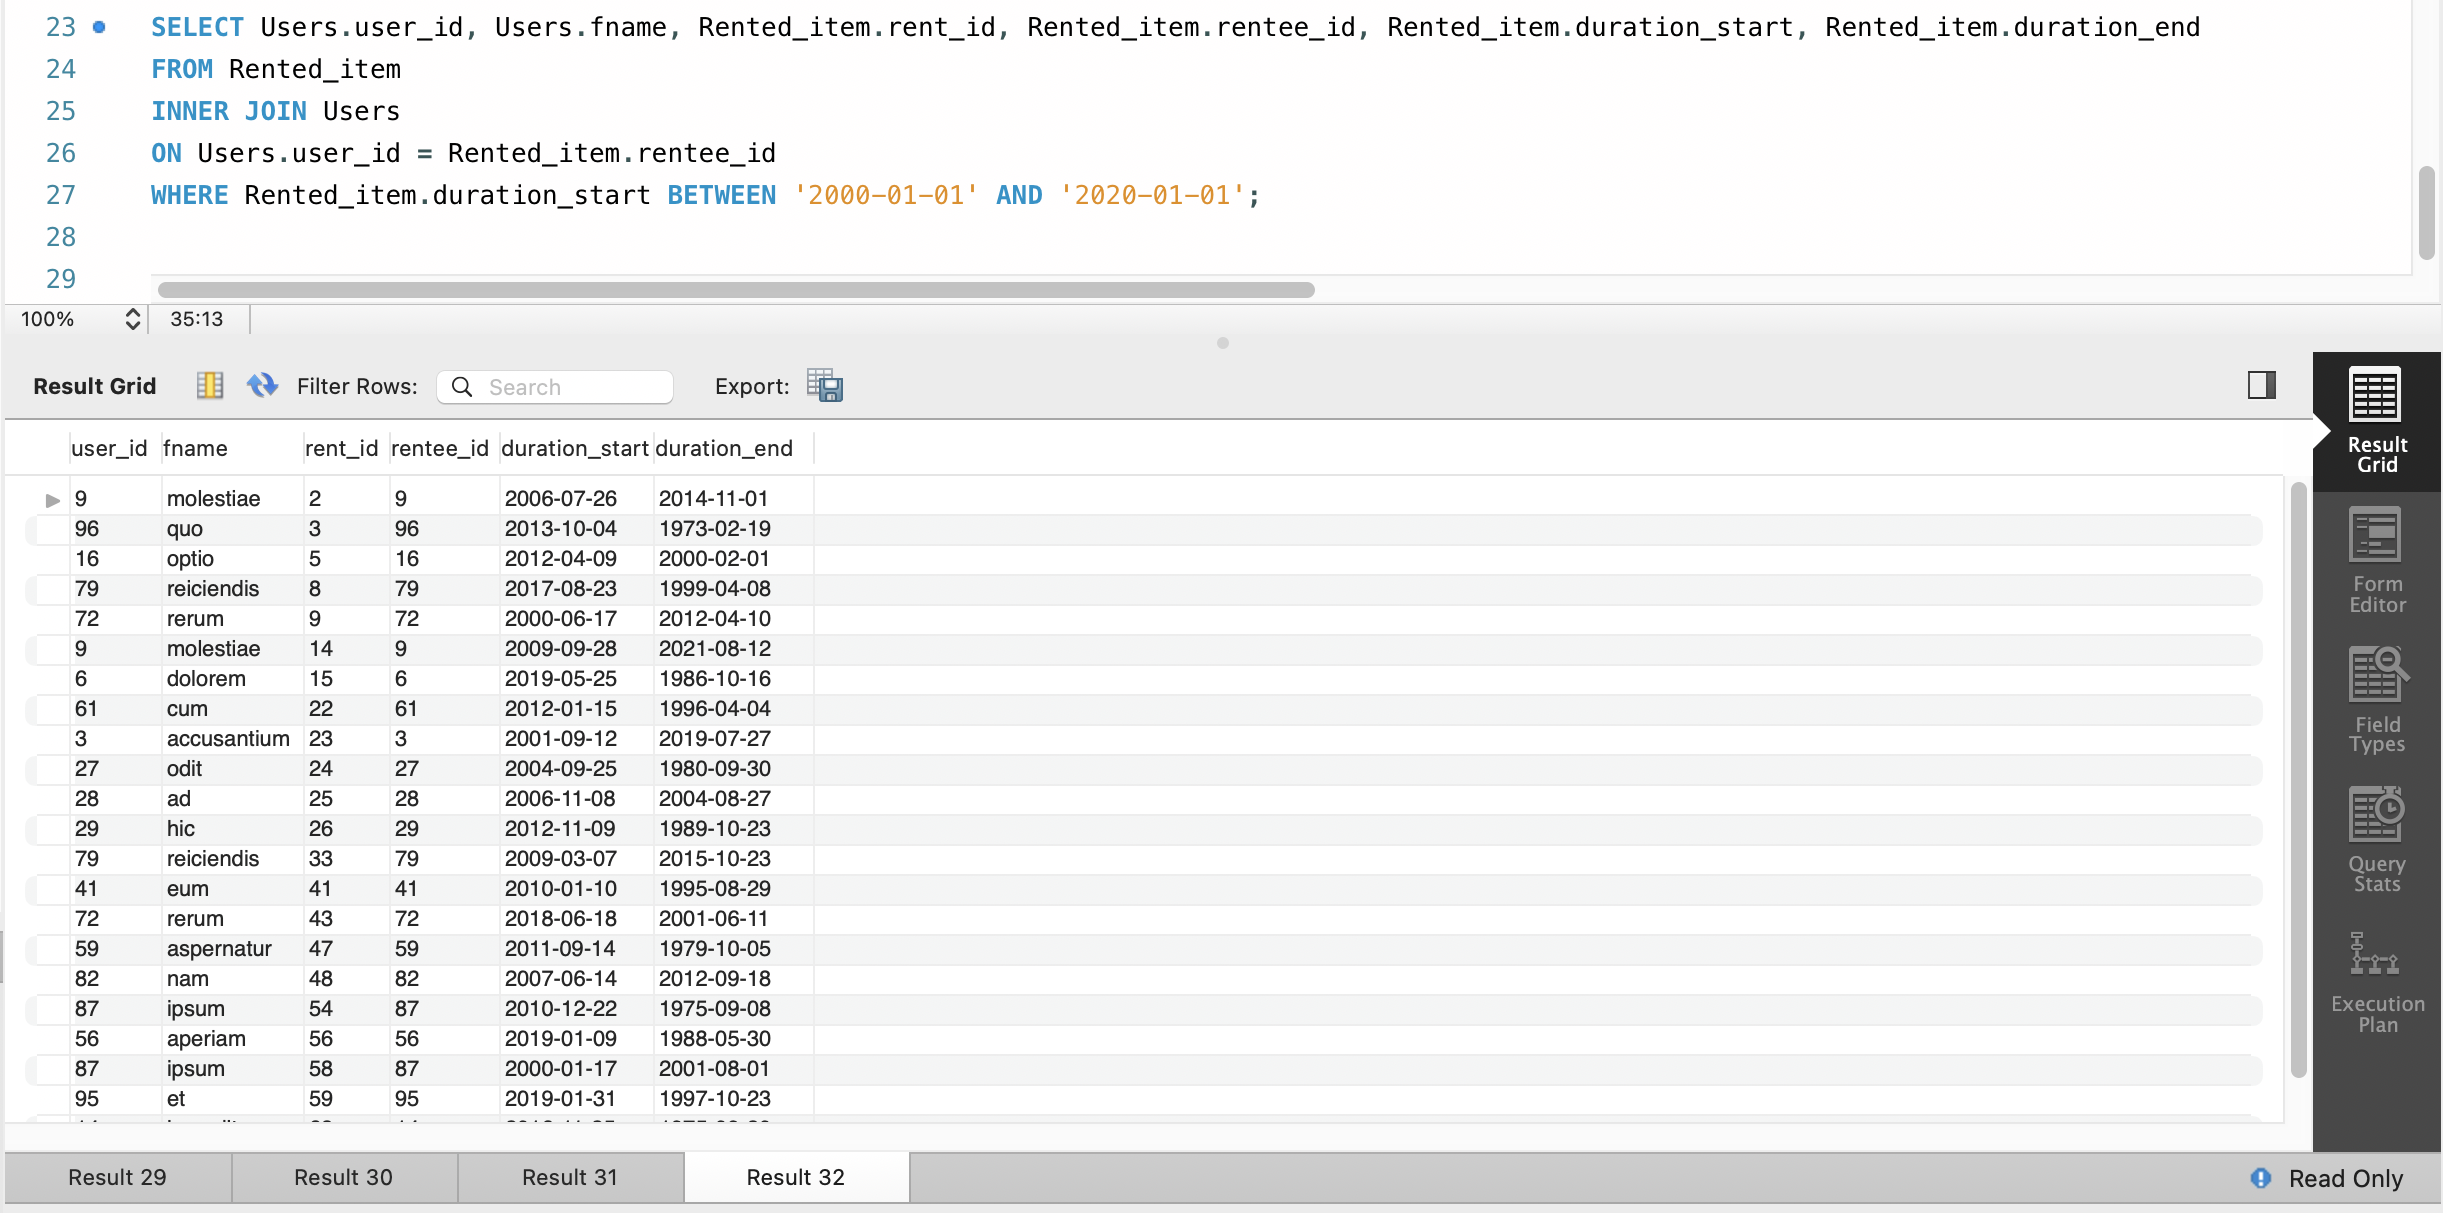 23 SELECT Users.user_id, Users.fname, Rented_item.rent_id, Rented_item.rentee_id, Rented_item.duration_start, Rented_item.duration_end
24 FROM Rented_item
25 INNER JOIN Users
26 ON Users.user_id = Rented_item.rentee_id
27 WHERE Rented_item.duration_start BETWEEN '2000-01-01' AND '2020-01-01';
28
29
100% 35:13
Result Grid Filter Rows: Search Export:
user_id fname rent_id rentee_id duration_start duration_end
9 molestiae 2 9 2006-07-26 2014-11-01
96 quo 3 96 2013-10-04 1973-02-19
16 optio 5 16 2012-04-09 2000-02-01
79 reiciendis 8 79 2017-08-23 1999-04-08
72 rerum 9 72 2000-06-17 2012-04-10
9 molestiae 14 9 2009-09-28 2021-08-12
6 dolorem 15 6 2019-05-25 1986-10-16
61 cum 22 61 2012-01-15 1996-04-04
3 accusantium 23 3 2001-09-12 2019-07-27
27 odit 24 27 2004-09-25 1980-09-30
28 ad 25 28 2006-11-08 2004-08-27
29 hic 26 29 2012-11-09 1989-10-23
79 reiciendis 33 79 2009-03-07 2015-10-23
41 eum 41 41 2010-01-10 1995-08-29
72 rerum 43 72 2018-06-18 2001-06-11
59 aspernatur 47 59 2011-09-14 1979-10-05
82 nam 48 82 2007-06-14 2012-09-18
87 ipsum 54 87 2010-12-22 1975-09-08
56 aperiam 56 56 2019-01-09 1988-05-30
87 ipsum 58 87 2000-01-17 2001-08-01
95 et 59 95 2019-01-31 1997-10-23
Result
Grid
Form
Editor
Field
Types
Query
Stats
Execution
Plan
Result 29 Result 30 Result 31 Result 32 Read Only